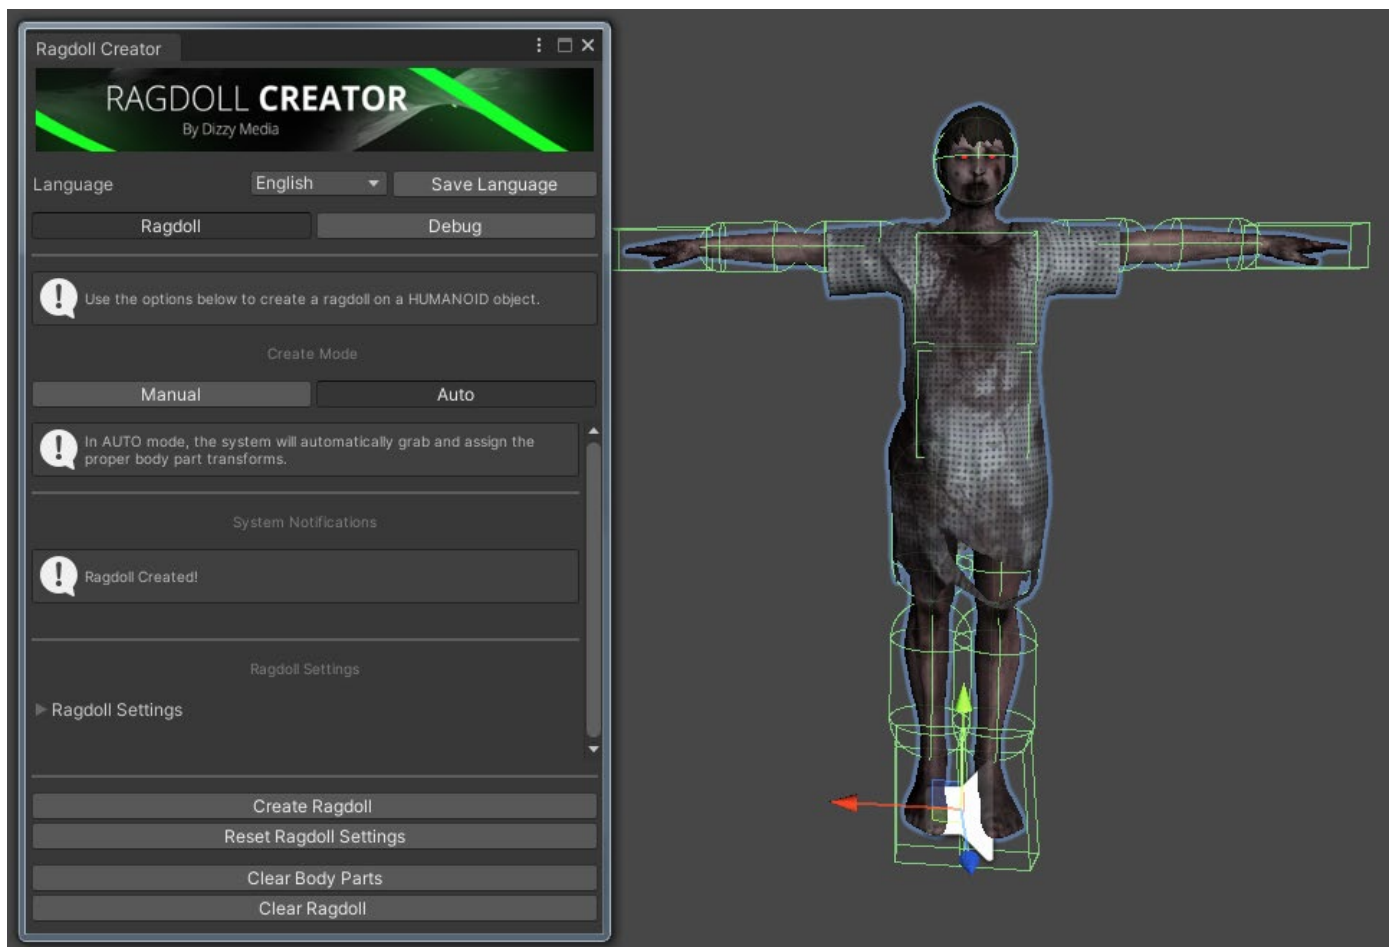 Ragdoll Creator
RAGDOLL CREATOR
By Dizzy Media
Language
English
Save Language
Ragdoll
Debug
Use the options below to create a ragdoll on a HUMANOID object.
Create Mode
Manual
Auto
In AUTO mode, the system will automatically grab and assign the
proper body part transforms.
System Notifications
Ragdoll Created!
Ragdoll Settings
Ragdoll Settings
Create Ragdoll
Reset Ragdoll Settings
Clear Body Parts
Clear Ragdoll